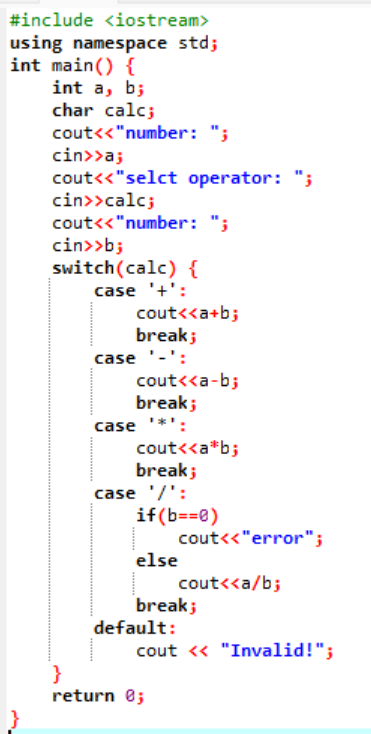 #include <iostream>
using namespace std;
int main() {
    int a, b;
    char calc;
    cout<<"number: ";
    cin>>a;
    cout<<"selct operator: ";
    cin>>calc;
    cout<<"number: ";
    cin>>b;
    switch(calc) {
        case '+':
            cout<<a+b;
            break;
        case '-':
            cout<<a-b;
            break;
        case '*':
            cout<<a*b;
            break;
        case '/':
            if(b==0)
                cout<<"error";
            else
                cout<<a/b;
            break;
        default:
            cout << "Invalid!";
    }
    return 0;
}